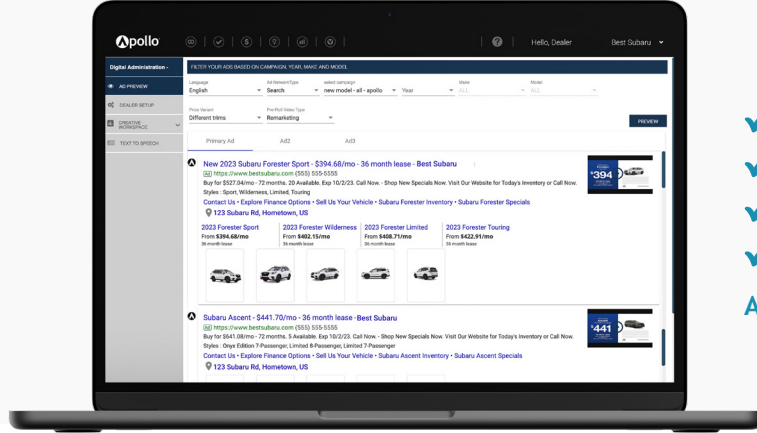 Apollo
Hello, Dealer
Best Subaru
Digital Administration -
FILTER YOUR ADS BASED ON CAMPAIGN, YEAR, MAKE AND MODEL
AD PREVIEW
DEALER SETUP
CREATIVE
WORKSPACE
TEXT TO SPEECH
Language
Ad NetworkType
select campaign
Make
Model
English
Search
new model - all - apollo
Year
ALL
ALL
Price Variant
Pre-Roll Video Type
Different trims
Remarketing
PREVIEW
Primary Ad
Ad2
Ad3
New 2023 Subaru Forester Sport - $394.68/mo - 36 month lease - Best Subaru
Ad https://www.bestsubaru.com (555) 555-5555
Buy for $527.04/mo - 72 months. 20 Available. Exp 10/2/23. Call Now. - Shop New Specials Now. Visit Our Website for Today's Inventory or Call Now.
Styles : Sport, Wilderness, Limited, Touring
Contact Us • Explore Finance Options • Sell Us Your Vehicle • Subaru Forester Inventory • Subaru Forester Specials
123 Subaru Rd, Hometown, US
$394
2023 Forester Sport
From $394.68/mo
36 month lease
2023 Forester Wilderness
From $402.15/mo
36 month lease
2023 Forester Limited
From $408.71/mo
36 month lease
2023 Forester Touring
From $422.91/mo
36 month lease
Subaru Ascent - $441.70/mo - 36 month lease - Best Subaru
Ad https://www.bestsubaru.com (555) 555-5555
Buy for $641.08/mo - 72 months. 5 Available. Exp 10/2/23. Call Now. - Shop New Specials Now. Visit Our Website for Today's Inventory or Call Now.
Styles : Onyx Edition 7-Passenger, Limited 8-Passenger, Limited 7-Passenger
Contact Us • Explore Finance Options • Sell Us Your Vehicle • Subaru Ascent Inventory • Subaru Ascent Specials
123 Subaru Rd, Hometown, US
$441
A